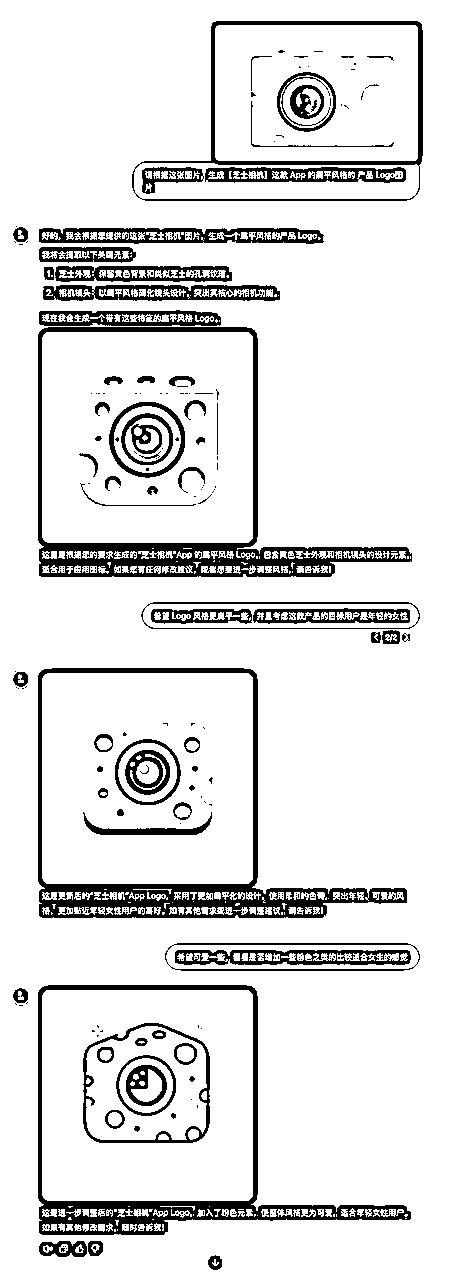 请根据这张图片，生成【芝士相机】这款 App 的扁平风格的 产品 Logo图
片
好的，我会根据您提供的这张“芝士相机”图片，生成一个扁平风格的产品 Logo。
我将会提取以下关键元素：
1. 芝士外观：保留黄色背景和类似芝士的孔洞纹理。
2. 相机镜头：以扁平风格简化镜头设计，突出其核心的相机功能。
现在我会生成一个带有这些特征的扁平风格 Logo。
这是根据您的要求生成的“芝士相机”App 的扁平风格 Logo，包含黄色芝士外观和相机镜头的设计元素，
适合用于应用图标。如果您有任何修改建议，或者想要进一步调整风格，请告诉我！
希望 Logo 风格更扁平一些，并且考虑这款产品的目标用户是年轻的女性
2/2
这是更新后的“芝士相机”App Logo，采用了更加扁平化的设计，使用柔和的色调，突出年轻、可爱的风
格，更加贴近年轻女性用户的喜好。如有其他需求或进一步调整建议，请告诉我！
希望可爱一些，看看是否增加一些粉色之类的比较适合女生的感觉
这是进一步调整后的“芝士相机”App Logo，加入了粉色元素，使整体风格更为可爱，适合年轻女性用户。
如果有其他修改需求，随时告诉我！